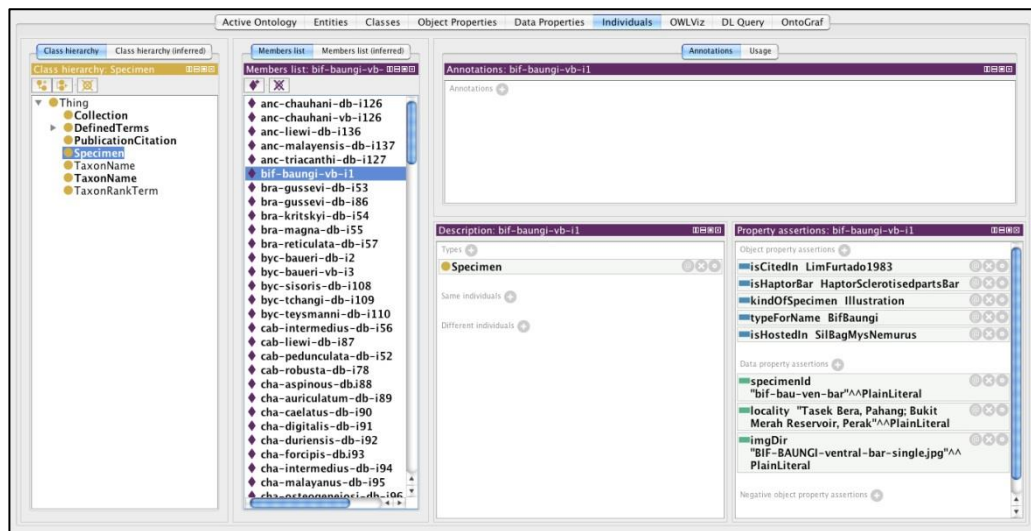 Active Ontology Entities Classes Object Properties Data Properties Individuals OWLViz DL Query OntoGraf
Class hierarchy Class hierarchy (inferred)
Class hierarchy: Specimen
Thing
Collection
DefinedTerms
PublicationCitation
Specimen
TaxonName
TaxonName
TaxonRankTerm
Members list Members list (inferred)
Members list: bif-baungi-vb-
anc-chauhani-db-i126
anc-chauhani-vb-i126
anc-liewi-db-i136
anc-malayensis-db-i137
anc-triacanthi-db-i127
bif-baungi-vb-i1
bra-gussevi-db-i53
bra-gussevi-db-i86
bra-kritskyi-db-i54
bra-magna-db-i55
bra-reticulata-db-i57
byc-baueri-db-i2
byc-baueri-vb-i3
byc-sisoris-db-i108
byc-tchangi-db-i109
byc-teysmanni-db-i110
cab-intermedius-db-i56
cab-liewi-db-i87
cab-pedunculata-db-i52
cab-robusta-db-i78
cha-aspinous-db.i88
cha-auriculatum-db-i89
cha-caelatus-db-i90
cha-digitalis-db-i91
cha-duriensis-db-i92
cha-forcipis-db.i93
cha-intermedius-db-i94
cha-malayanus-db-i95
cha-osteogeneiosi-db-i96
Annotations Usage
Annotations: bif-baungi-vb-i1
Annotations
Description: bif-baungi-vb-i1
Types
Specimen
Same individuals
Different individuals
Property assertions: bif-baungi-vb-i1
Object property assertions
isCitedIn LimFurtado1983
isHaptorBar HaptorSclerotisedpartsBar
kindOfSpecimen Illustration
typeForName BifBaungi
isHostedIn SilBagMysNemurus
Data property assertions
specimenId
"bif-bau-ven-bar"^^PlainLiteral
locality "Tasek Bera, Pahang; Bukit
Merah Reservoir, Perak"^^PlainLiteral
imgDir
"BIF-BAUNGI-ventral-bar-single.jpg"^^
PlainLiteral
Negative object property assertions